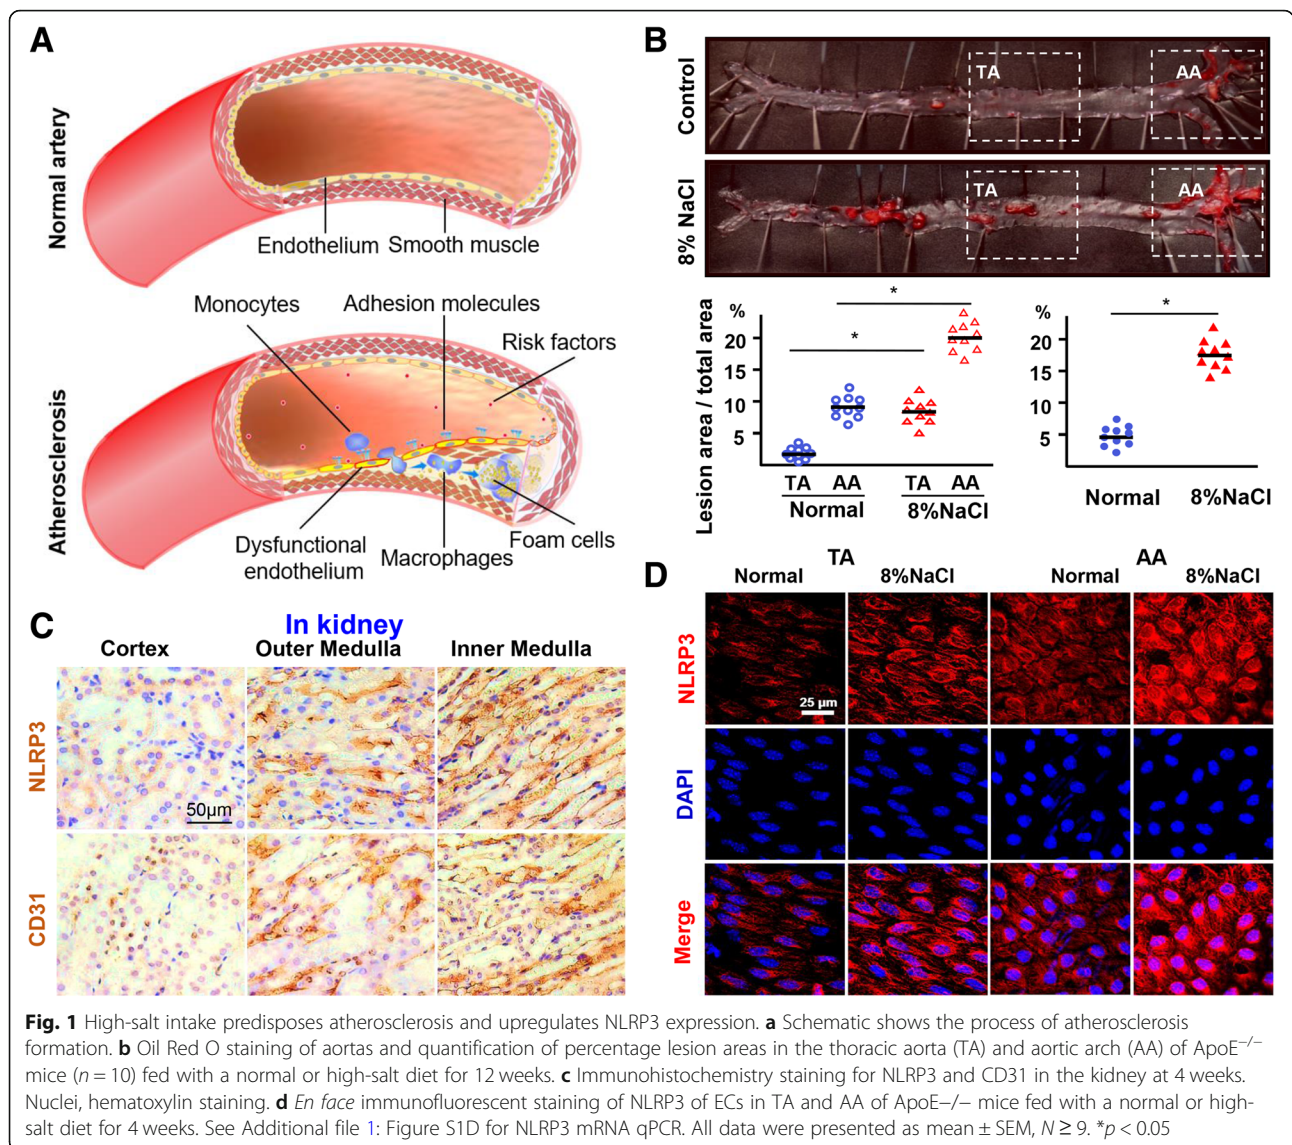 A
Normal artery
Endothelium Smooth muscle
Monocytes
Adhesion molecules
Risk factors
Atherosclerosis
Dysfunctional
endothelium
Macrophages
Foam cells
B
Control
TA
AA
8% NaCl
TA
AA
Lesion area / total area
%
20
15
10
5
*
*
TA AA TA AA
Normal 8%NaCl
%
20
15
10
5
*
Normal 8%NaCl
C
In kidney
Cortex Outer Medulla Inner Medulla
NLRP3
50µm
CD31
D
TA AA
Normal 8%NaCl Normal 8%NaCl
NLRP3
25 µm
DAPI
Merge
Fig. 1 High-salt intake predisposes atherosclerosis and upregulates NLRP3 expression. a Schematic shows the process of atherosclerosis
formation. b Oil Red O staining of aortas and quantification of percentage lesion areas in the thoracic aorta (TA) and aortic arch (AA) of ApoE−/−
mice (n = 10) fed with a normal or high-salt diet for 12 weeks. c Immunohistochemistry staining for NLRP3 and CD31 in the kidney at 4 weeks.
Nuclei, hematoxylin staining. d En face immunofluorescent staining of NLRP3 of ECs in TA and AA of ApoE−/− mice fed with a normal or high-
salt diet for 4 weeks. See Additional file 1: Figure S1D for NLRP3 mRNA qPCR. All data were presented as mean ± SEM, N ≥ 9. *p < 0.05